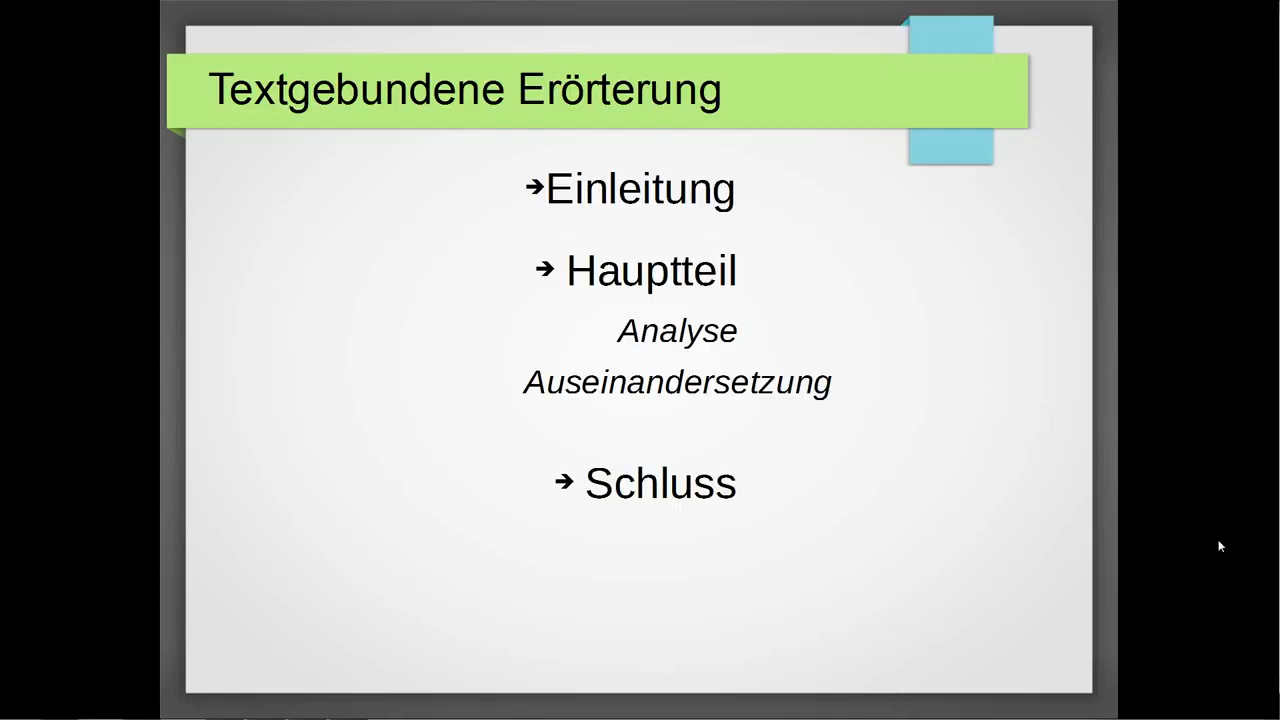 Textgebundene Erörterung
➔Einleitung
➔ Hauptteil
Analyse
Auseinandersetzung
➔ Schluss